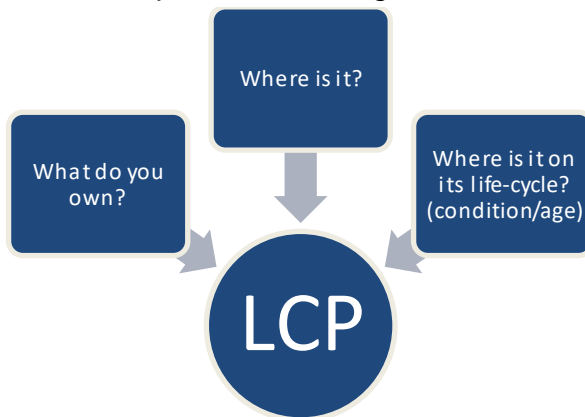 Where is it?
What do you
own?
Where is it on
its life-cycle?
(condition/age)
LCP